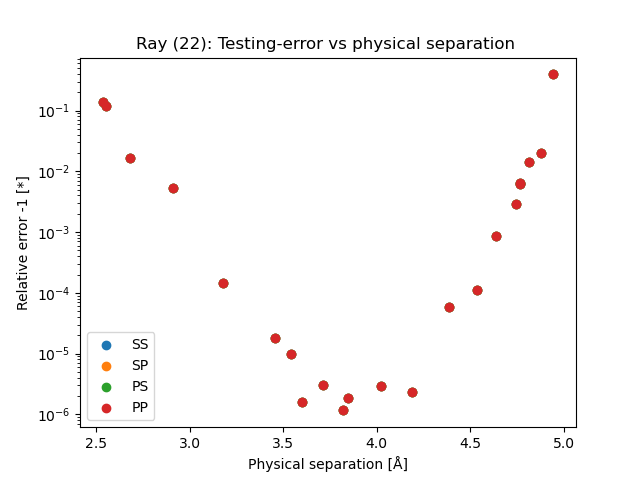 Ray (22): Testing-error vs physical separation
Relative error -1 [*]
10⁻¹
10⁻²
10⁻³
10⁻⁴
10⁻⁵
10⁻⁶
SS
SP
PS
PP
2.5 3.0 3.5 4.0 4.5 5.0
Physical separation [Å]